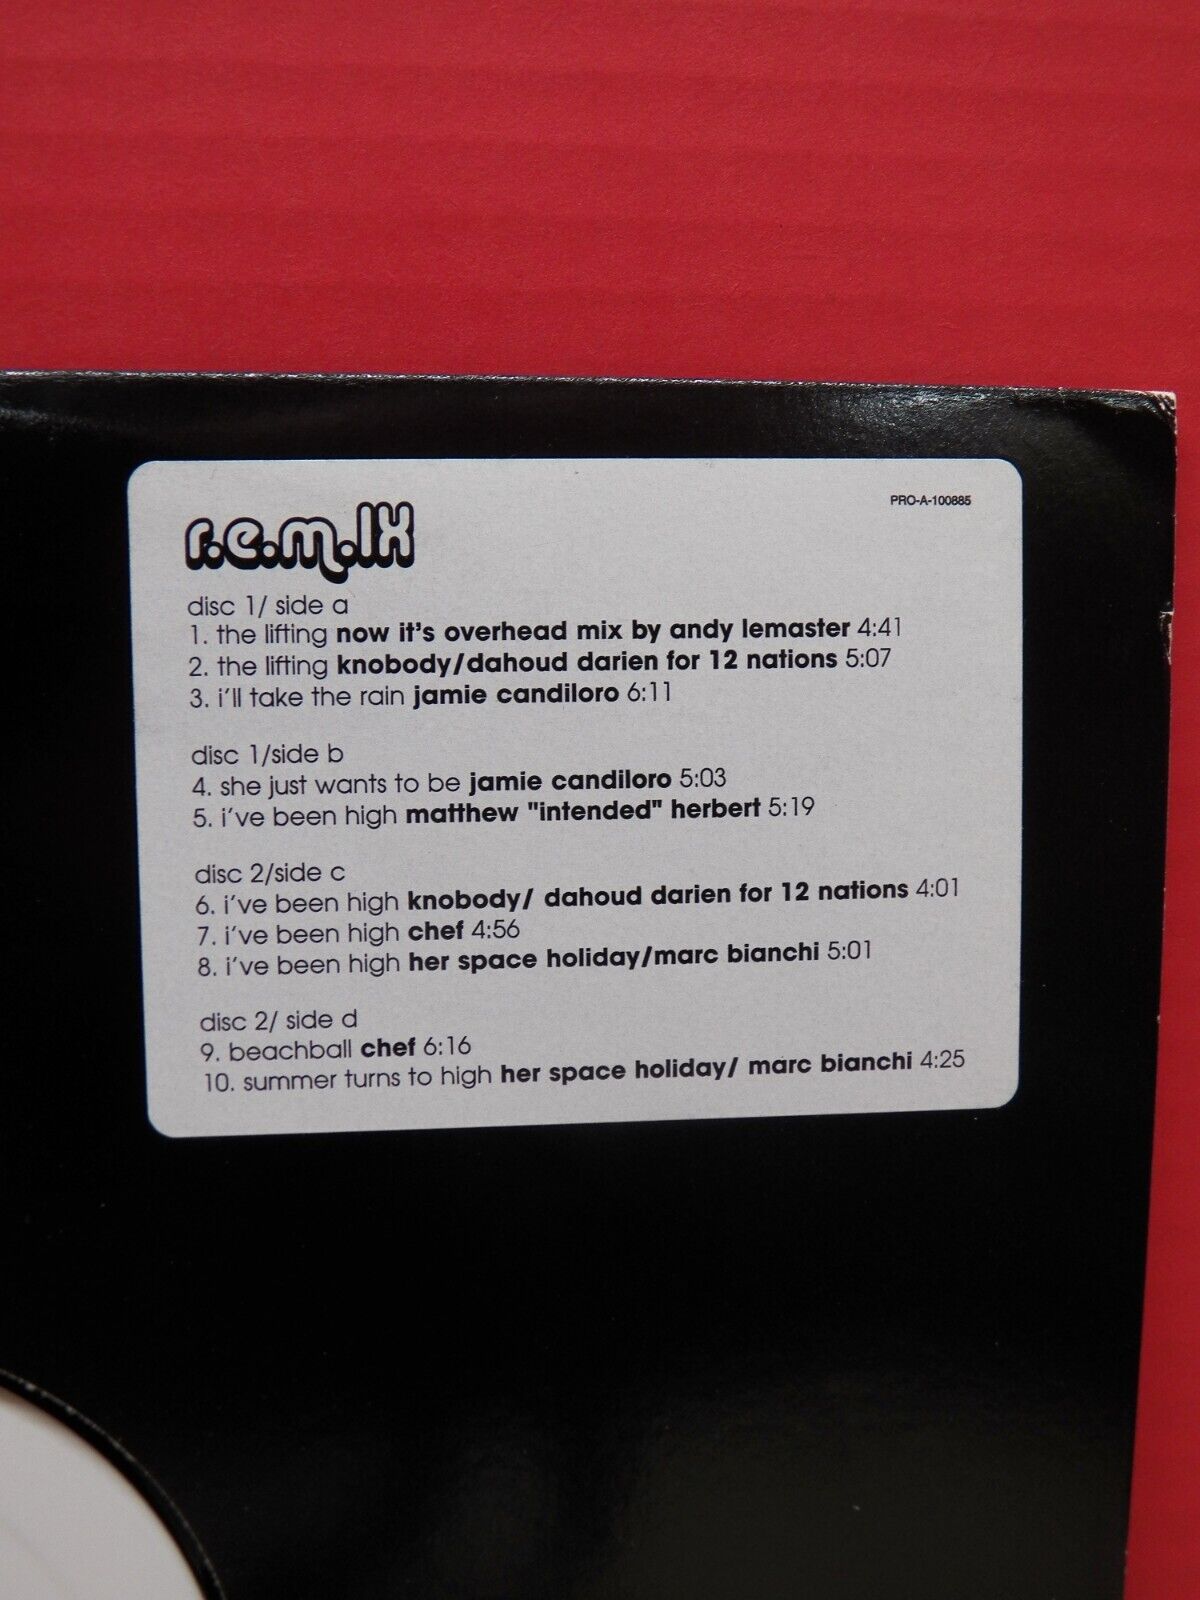 r.e.m.IX
PRO-A-100885
disc 1/ side a
1. the lifting now it's overhead mix by andy lemaster 4:41
2. the lifting knobody/dahoud darien for 12 nations 5:07
3. i'll take the rain jamie candiloro 6:11
disc 1/side b
4. she just wants to be jamie candiloro 5:03
5. i've been high matthew "intended" herbert 5:19
disc 2/side c
6. i've been high knobody/ dahoud darien for 12 nations 4:01
7. i've been high chef 4:56
8. i've been high her space holiday/marc bianchi 5:01
disc 2/ side d
9. beachball chef 6:16
10. summer turns to high her space holiday/ marc bianchi 4:25